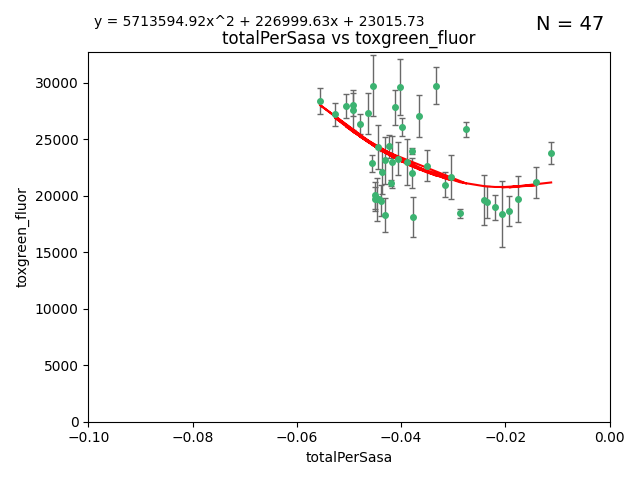 y = 5713594.92x^2 + 226999.63x + 23015.73
N = 47
totalPerSasa vs toxgreen_fluor
30000
25000
20000
15000
10000
5000
0
toxgreen_fluor
−0.10 −0.08 −0.06 −0.04 −0.02 0.00
totalPerSasa